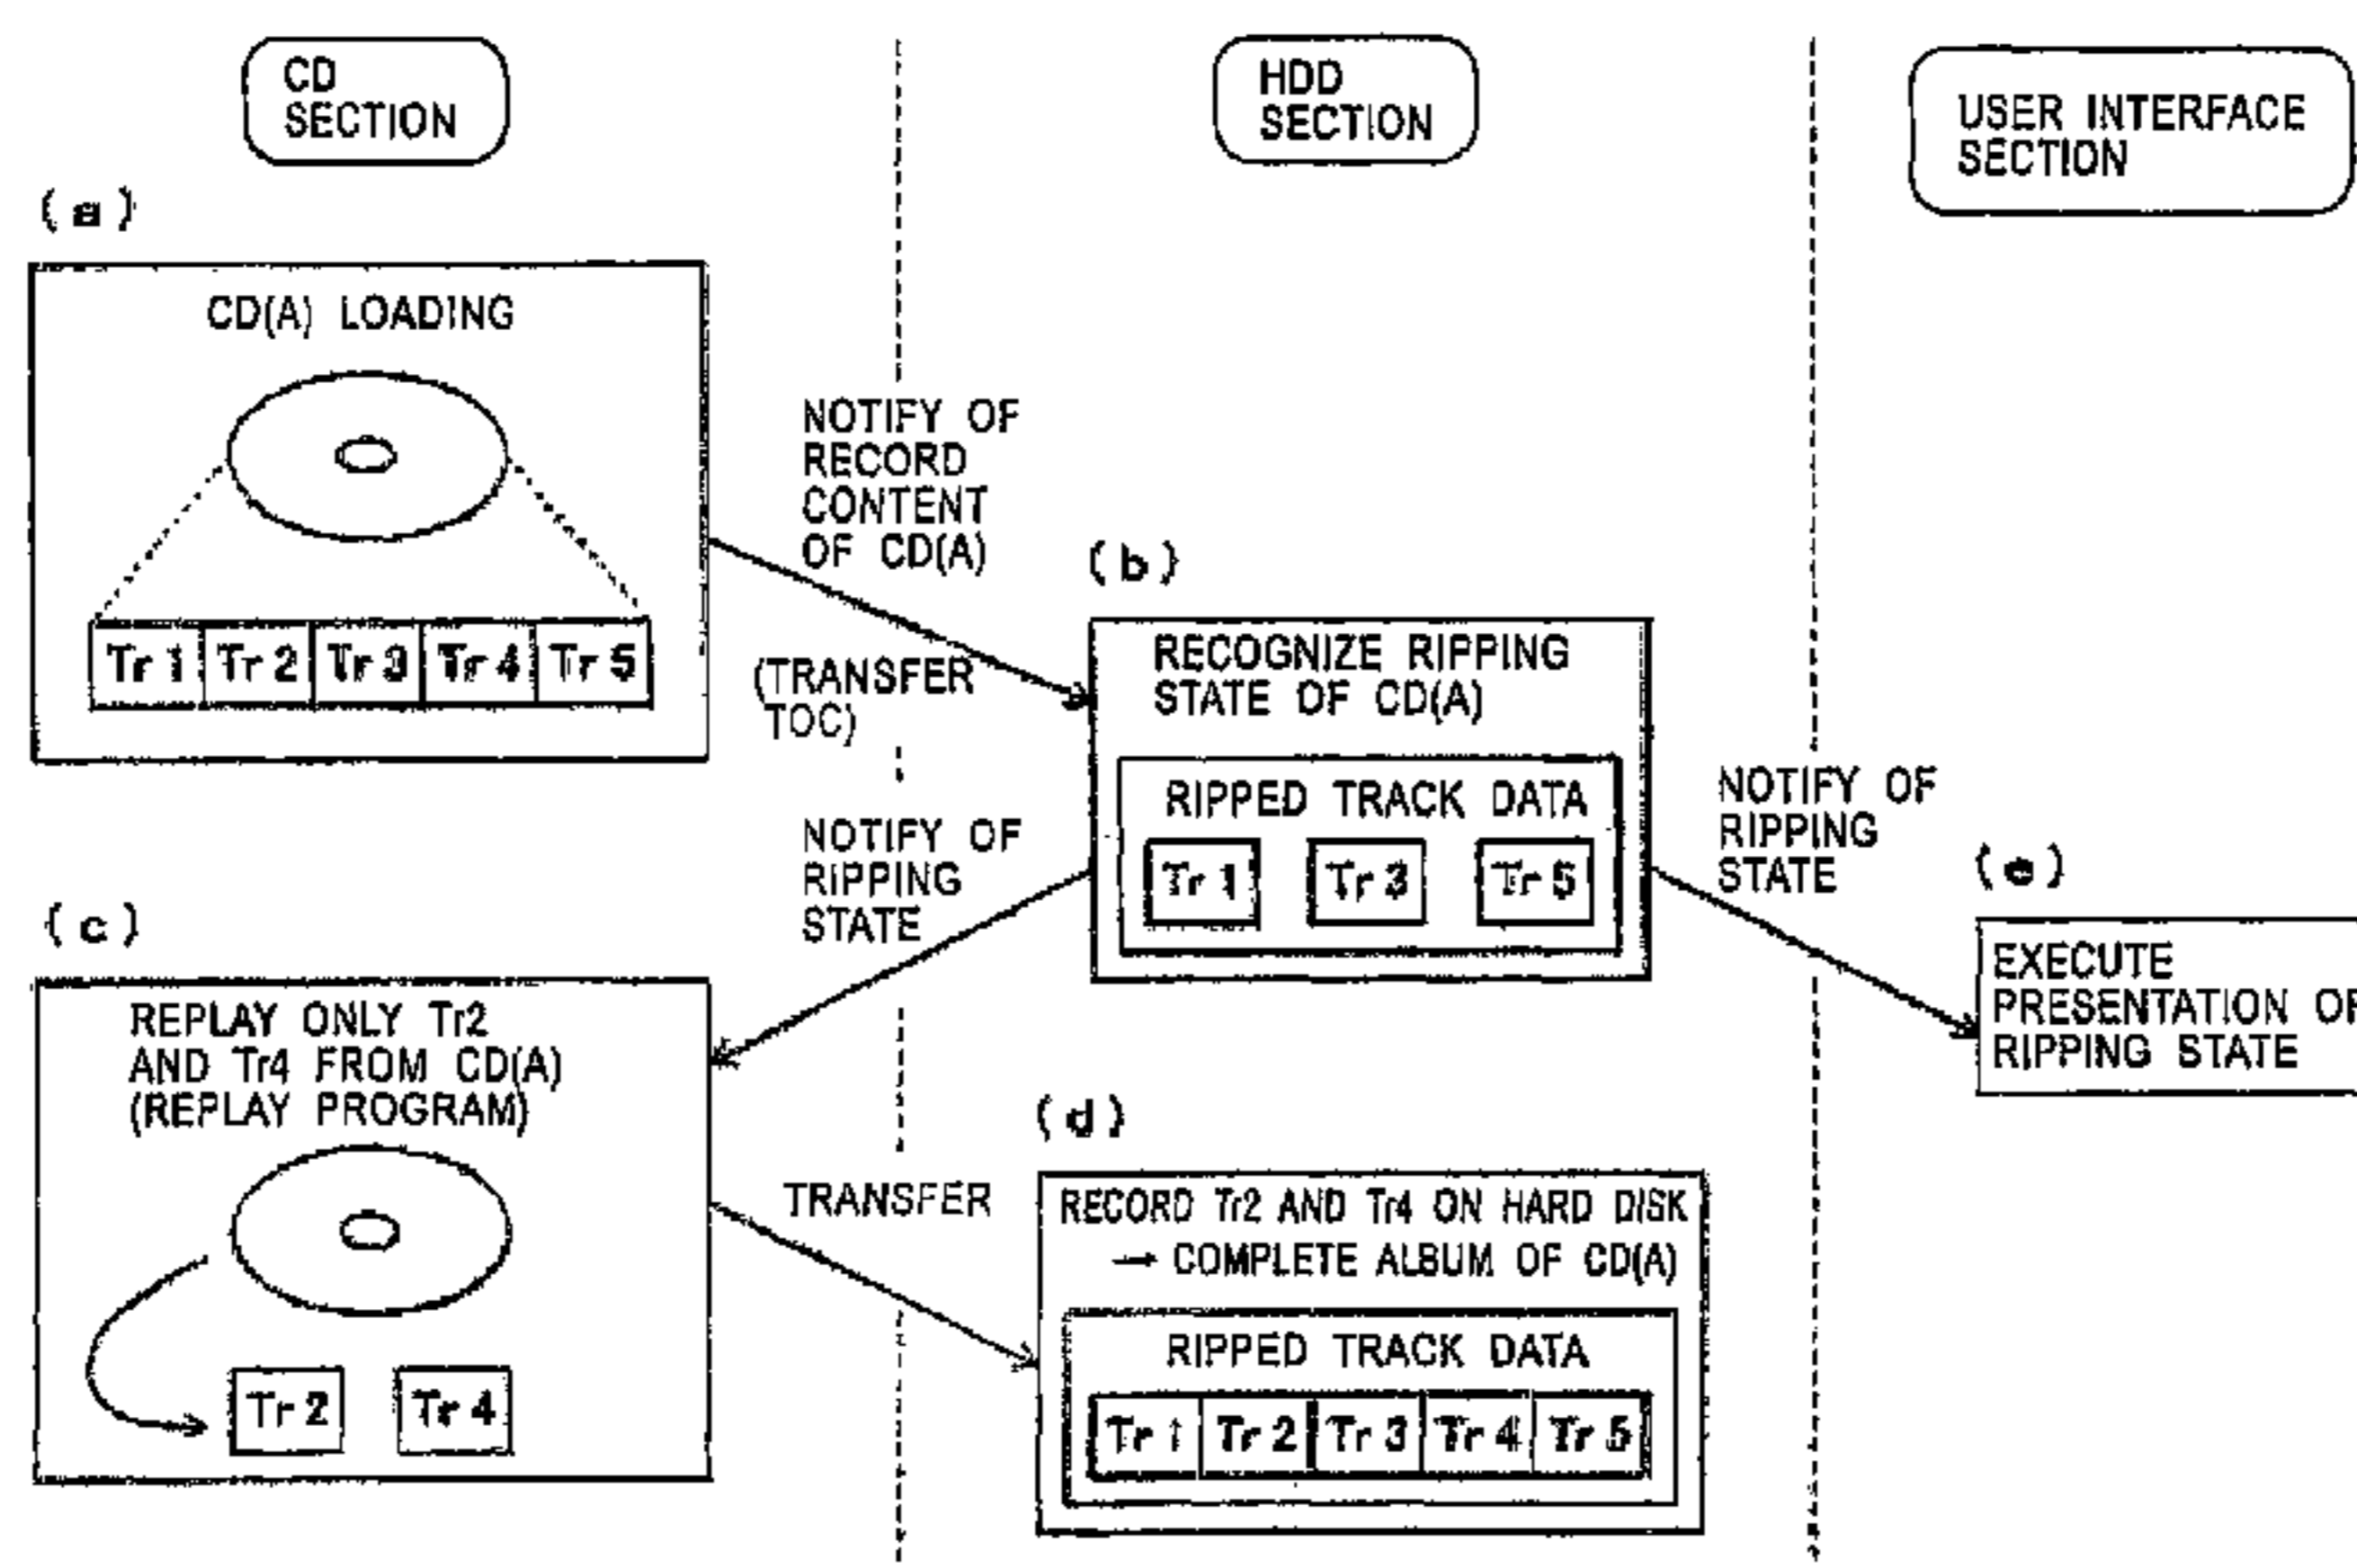 CD
SECTION
HDD
SECTION
USER INTERFACE
SECTION
(a)
CD(A) LOADING
Tr 1 Tr 2 Tr 3 Tr 4 Tr 5
NOTIFY OF
RECORD
CONTENT
OF CD(A)
(TRANSFER
TOC)
(b)
RECOGNIZE RIPPING
STATE OF CD(A)
RIPPED TRACK DATA
Tr 1 Tr 3 Tr 5
NOTIFY OF
RIPPING
STATE
NOTIFY OF
RIPPING
STATE
(c)
REPLAY ONLY Tr2
AND Tr4 FROM CD(A)
(REPLAY PROGRAM)
Tr 2 Tr 4
TRANSFER
(d)
RECORD Tr2 AND Tr4 ON HARD DISK
→ COMPLETE ALBUM OF CD(A)
RIPPED TRACK DATA
Tr 1 Tr 2 Tr 3 Tr 4 Tr 5
(e)
EXECUTE
PRESENTATION OF
RIPPING STATE